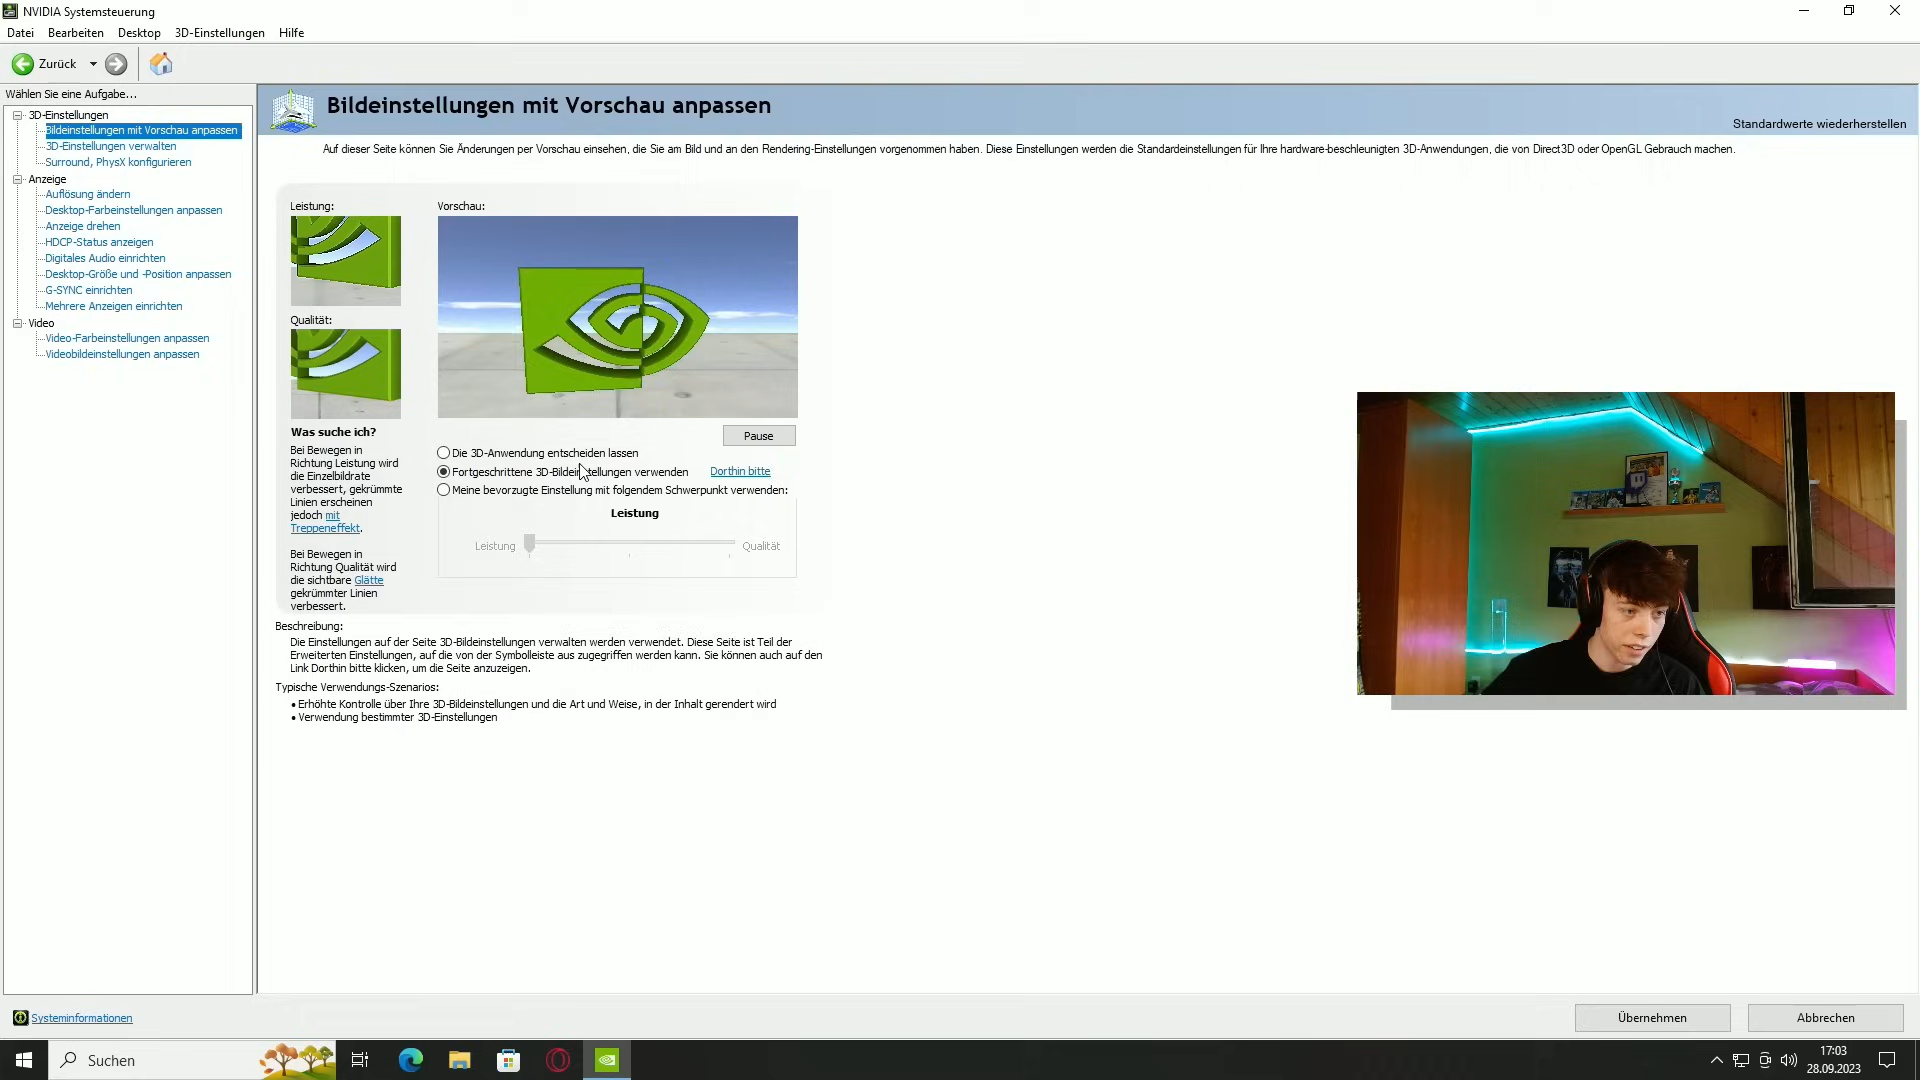 NVIDIA Systemsteuerung
Datei Bearbeiten Desktop 3D-Einstellungen Hilfe
Zurück
Wählen Sie eine Aufgabe...
3D-Einstellungen
Bildeinstellungen mit Vorschau anpassen
3D-Einstellungen verwalten
Surround, PhysX konfigurieren
Anzeige
Auflösung ändern
Desktop-Farbeinstellungen anpassen
Anzeige drehen
HDCP-Status anzeigen
Digitales Audio einrichten
Desktop-Größe und -Position anpassen
G-SYNC einrichten
Mehrere Anzeigen einrichten
Video
Video-Farbeinstellungen anpassen
Videobildeinstellungen anpassen
Systeminformationen
Bildeinstellungen mit Vorschau anpassen
Standardwerte wiederherstellen
Auf dieser Seite können Sie Änderungen per Vorschau einsehen, die Sie am Bild und an den Rendering-Einstellungen vorgenommen haben. Diese Einstellungen werden die Standardeinstellungen für Ihre hardware-beschleunigten 3D-Anwendungen, die von Direct3D oder OpenGL Gebrauch machen.
Leistung:
Qualität:
Was suche ich?
Bei Bewegen in
Richtung Leistung wird
die Einzelbildrate
verbessert, gekrümmte
Linien erscheinen
jedoch mit
Treppeneffekt.
Bei Bewegen in
Richtung Qualität wird
die sichtbare Glätte
gekrümmter Linien
verbessert.
Vorschau:
Pause
Die 3D-Anwendung entscheiden lassen
Fortgeschrittene 3D-Bildeinstellungen verwenden Dorthin bitte
Meine bevorzugte Einstellung mit folgendem Schwerpunkt verwenden:
Leistung
Leistung Qualität
Beschreibung:
Die Einstellungen auf der Seite 3D-Bildeinstellungen verwalten werden verwendet. Diese Seite ist Teil der
Erweiterten Einstellungen, auf die von der Symbolleiste aus zugegriffen werden kann. Sie können auch auf den
Link Dorthin bitte klicken, um die Seite anzuzeigen.
Typische Verwendungs-Szenarios:
• Erhöhte Kontrolle über Ihre 3D-Bildeinstellungen und die Art und Weise, in der Inhalt gerendert wird
• Verwendung bestimmter 3D-Einstellungen
Übernehmen Abbrechen
Suchen
17:03
28.09.2023